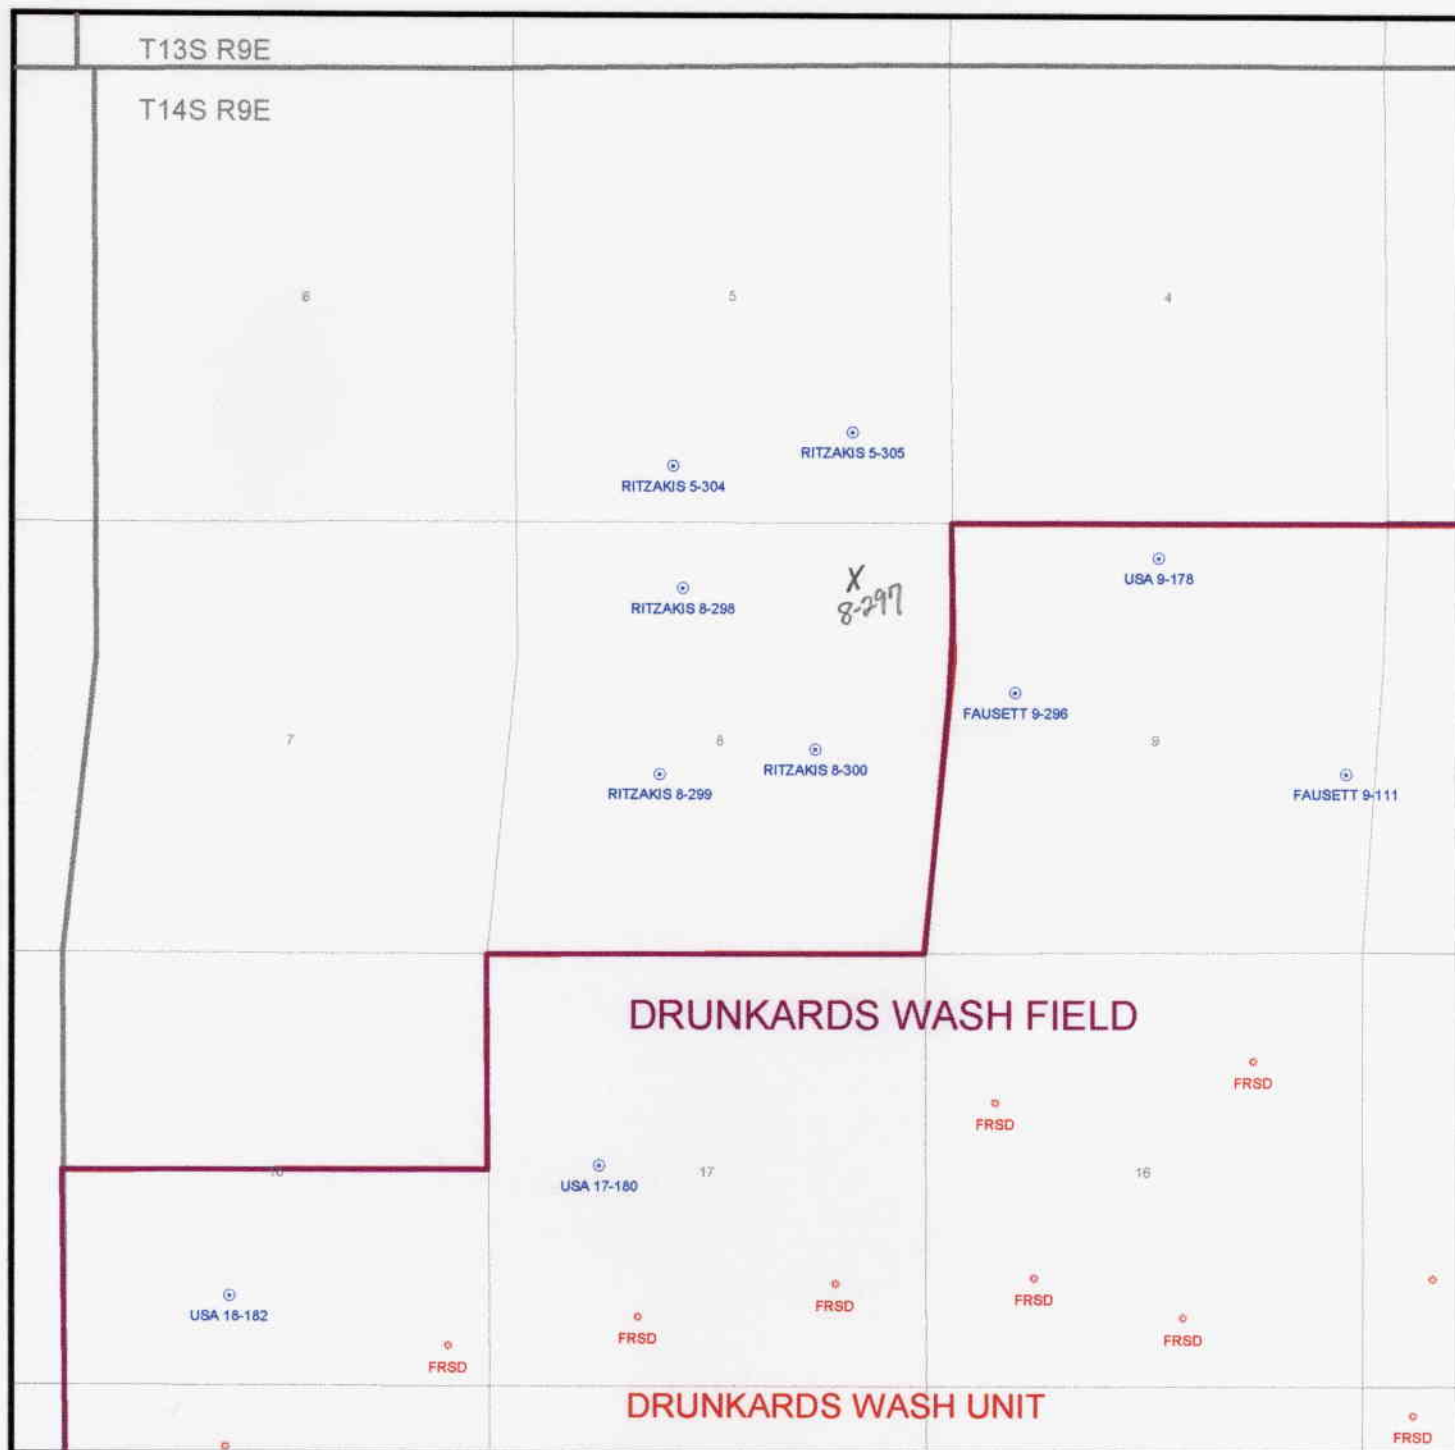 T13S R9E
T14S R9E
6
5
4
RITZAKIS 5-305
RITZAKIS 5-304
X
8-297
USA 9-178
RITZAKIS 8-298
FAUSETT 9-296
7
8
9
RITZAKIS 8-300
RITZAKIS 8-299
FAUSETT 9-111
DRUNKARDS WASH FIELD
FRSD
FRSD
17
16
USA 17-180
FRSD
FRSD
USA 18-182
FRSD
FRSD
FRSD
DRUNKARDS WASH UNIT
FRSD